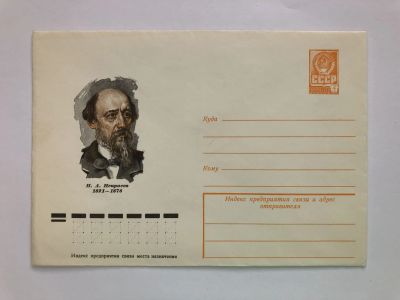 СССР
Куда
Кому
Н. А. Некрасов
1821—1878
Индекс предприятия связи и адрес
отправителя
Индекс предприятия связи места назначения